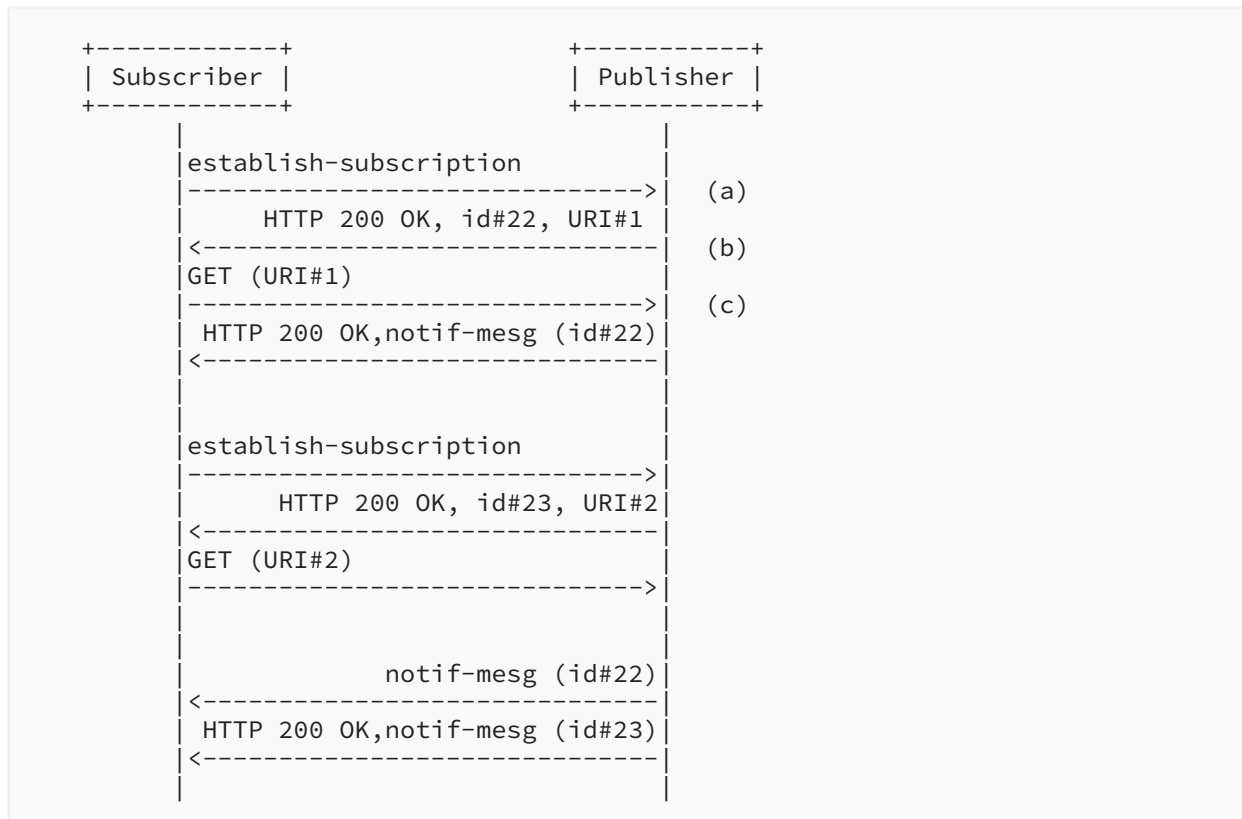 +------------+ +-----------+
| Subscriber | | Publisher |
+------------+ +-----------+
| |
|establish-subscription |
|------------------------------>| (a)
| HTTP 200 OK, id#22, URI#1 |
|<------------------------------| (b)
|GET (URI#1) |
|------------------------------>| (c)
| HTTP 200 OK,notif-mesg (id#22)|
|<------------------------------|
| |
| |
|establish-subscription |
|------------------------------>|
| HTTP 200 OK, id#23, URI#2|
|<------------------------------|
|GET (URI#2) |
|------------------------------>|
| |
| |
| notif-mesg (id#22)|
|<------------------------------|
| HTTP 200 OK,notif-mesg (id#23)|
|<------------------------------|
| |